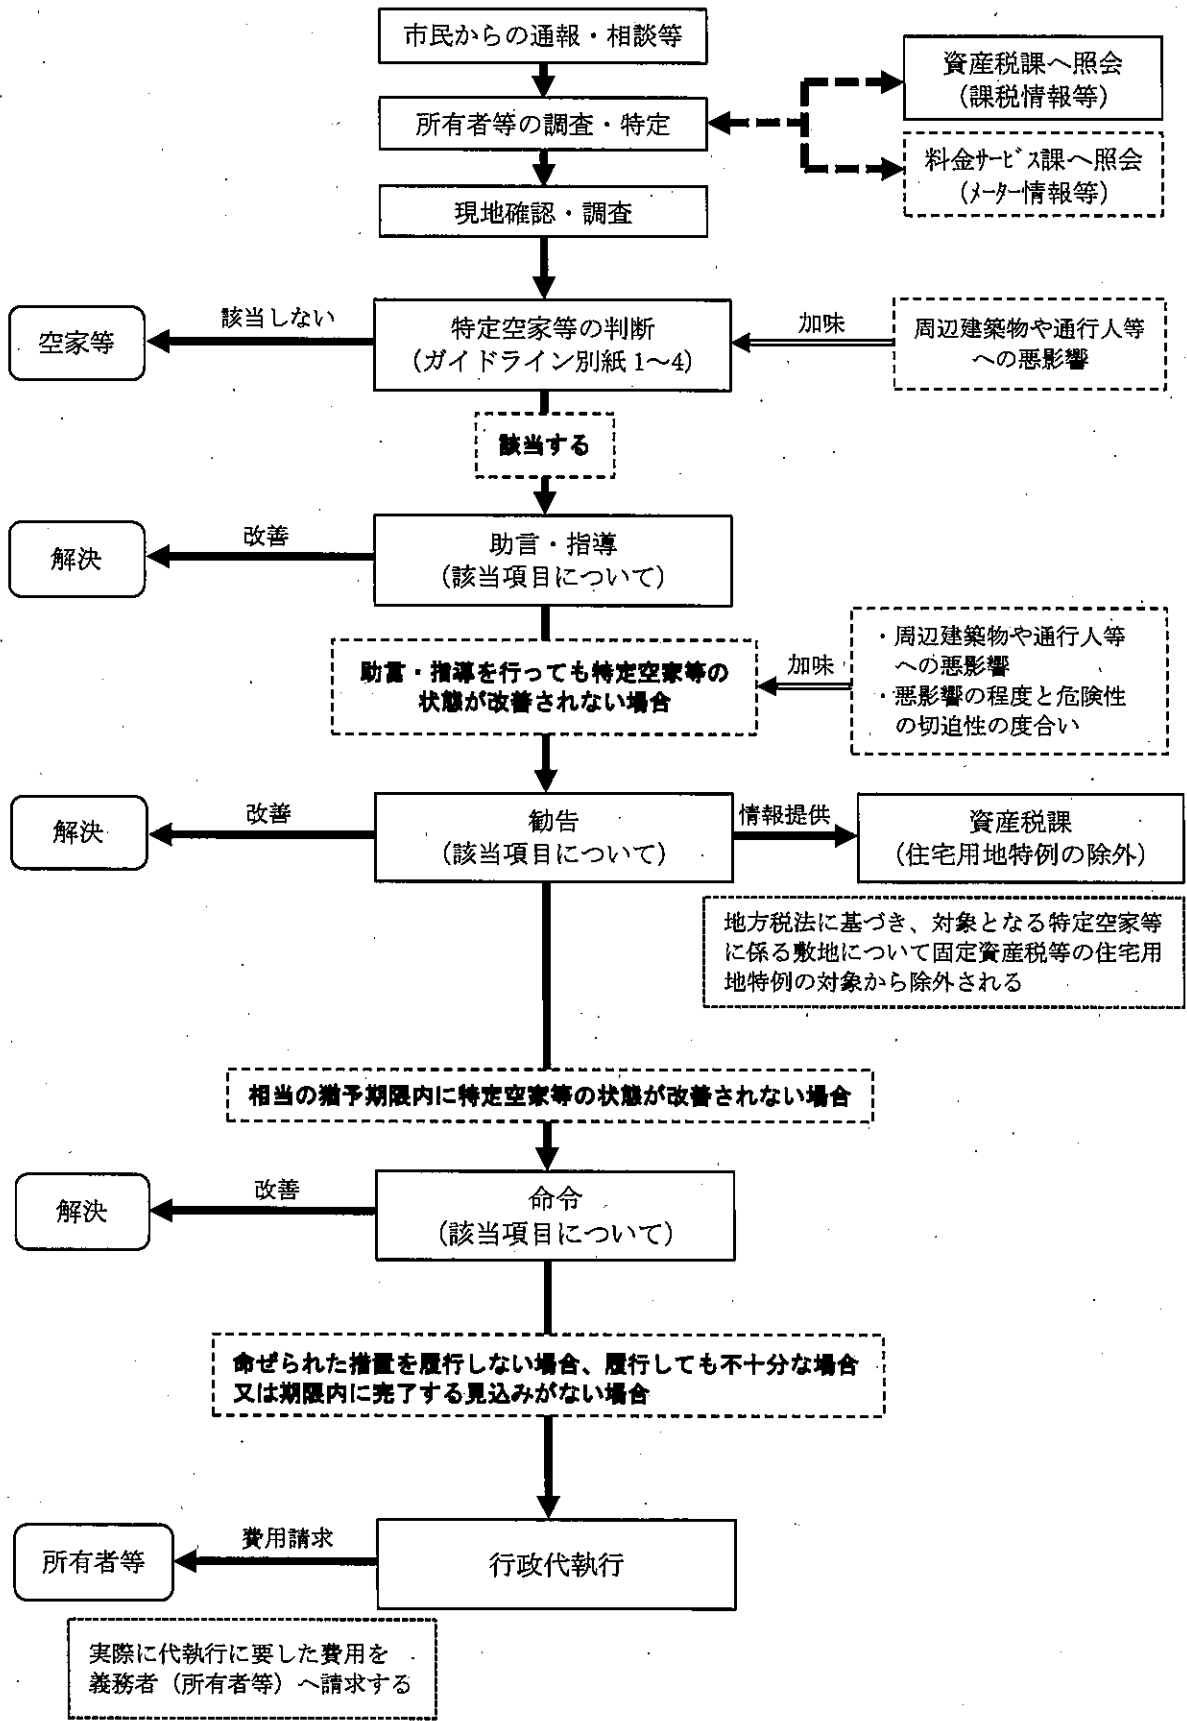 市民からの通報・相談等
資産税課へ照会
(課税情報等)
所有者等の調査・特定
料金サービス課へ照会
(メーター情報等)
現地確認・調査
該当しない
空家等
特定空家等の判断
(ガイドライン別紙1～4)
加味
周辺建築物や通行人等
への悪影響
該当する
改善
解決
助言・指導
(該当項目について)
助言・指導を行っても特定空家等の
状態が改善されない場合
加味
・周辺建築物や通行人等
への悪影響
・悪影響の程度と危険性
の切迫性の度合い
改善
解決
勧告
(該当項目について)
情報提供
資産税課
(住宅用地特例の除外)
地方税法に基づき、対象となる特定空家等
に係る敷地について固定資産税等の住宅用
地特例の対象から除外される
相当の猶予期限内に特定空家等の状態が改善されない場合
改善
解決
命令
(該当項目について)
命ぜられた措置を履行しない場合、履行しても不十分な場合
又は期限内に完了する見込みがない場合
費用請求
所有者等
行政代執行
実際に代執行に要した費用を
義務者（所有者等）へ請求する